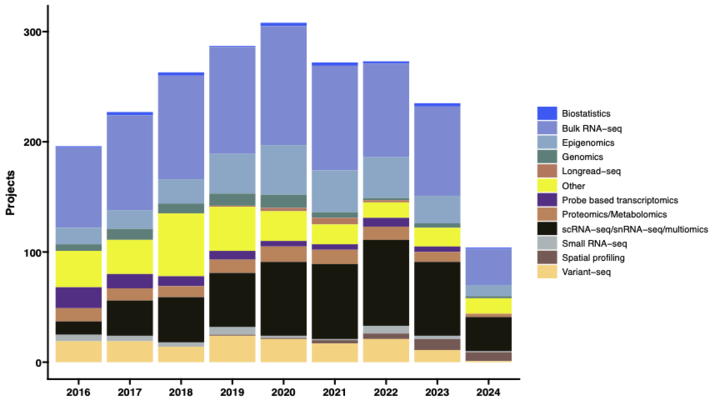 Projects
300
200
100
0
2016 2017 2018 2019 2020 2021 2022 2023 2024
Biostatistics
Bulk RNA-seq
Epigenomics
Genomics
Longread-seq
Other
Probe based transcriptomics
Proteomics/Metabolomics
scRNA-seq/snRNA-seq/multiomics
Small RNA-seq
Spatial profiling
Variant-seq